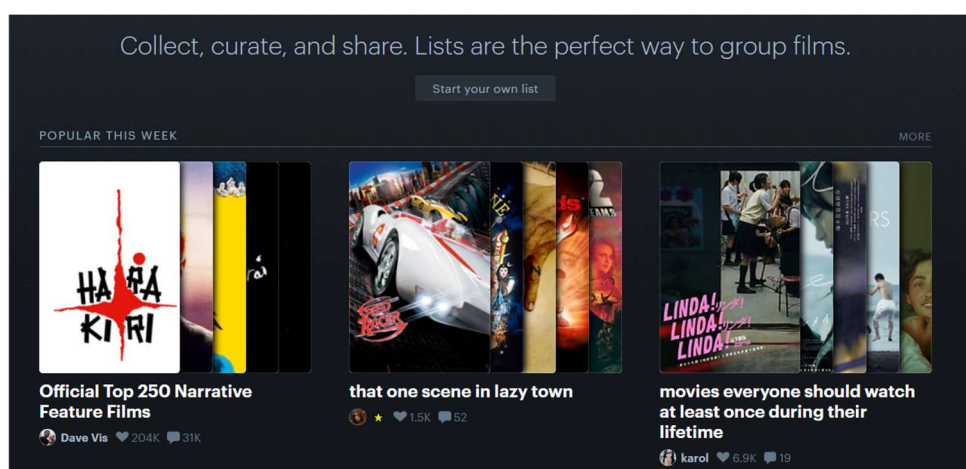 Collect, curate, and share. Lists are the perfect way to group films.
Start your own list
POPULAR THIS WEEK
MORE
HARA
KIRI
SPEED
RACER
LINDA!リンダ!
LINDA!
LINDA!
Official Top 250 Narrative
Feature Films
Dave Vis 204K 31K
that one scene in lazy town
1.5K 52
movies everyone should watch
at least once during their
lifetime
karol 6.9K 19